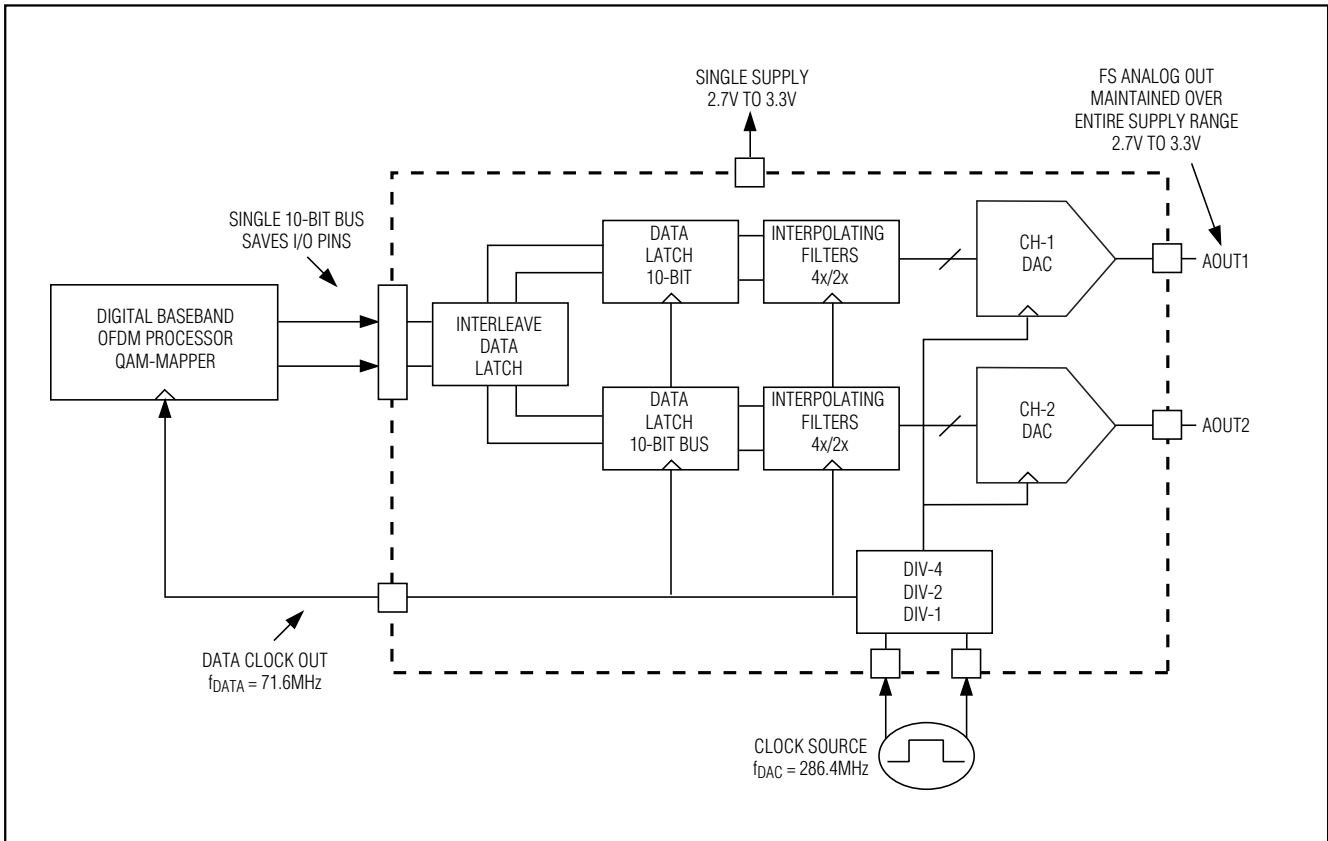 SINGLE SUPPLY
2.7V TO 3.3V
FS ANALOG OUT
MAINTAINED OVER
ENTIRE SUPPLY RANGE
2.7V TO 3.3V
SINGLE 10-BIT BUS
SAVES I/O PINS
DATA
LATCH
10-BIT
INTERPOLATING
FILTERS
4x/2x
CH-1
DAC
AOUT1
DIGITAL BASEBAND
OFDM PROCESSOR
QAM-MAPPER
INTERLEAVE
DATA
LATCH
DATA
LATCH
10-BIT BUS
INTERPOLATING
FILTERS
4x/2x
CH-2
DAC
AOUT2
DIV-4
DIV-2
DIV-1
DATA CLOCK OUT
fDATA = 71.6MHz
CLOCK SOURCE
fDAC = 286.4MHz